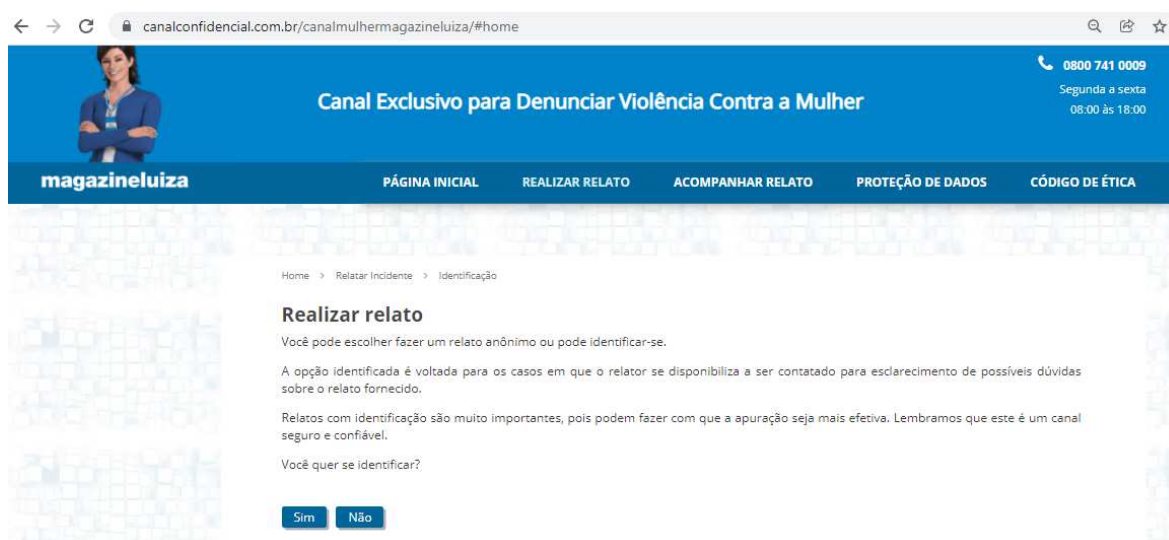 canalconfidencial.com.br/canalmulhermagazineluiza/#home
0800 741 0009
Canal Exclusivo para Denunciar Violência Contra a Mulher
Segunda a sexta
08:00 às 18:00
magazineluiza
PÁGINA INICIAL REALIZAR RELATO ACOMPANHAR RELATO PROTEÇÃO DE DADOS CÓDIGO DE ÉTICA
Home > Relatar Incidente > Identificação
Realizar relato
Você pode escolher fazer um relato anônimo ou pode identificar-se.
A opção identificada é voltada para os casos em que o relator se disponibiliza a ser contatado para esclarecimento de possíveis dúvidas
sobre o relato fornecido.
Relatos com identificação são muito importantes, pois podem fazer com que a apuração seja mais efetiva. Lembramos que este é um canal
seguro e confiável.
Você quer se identificar?
Sim Não